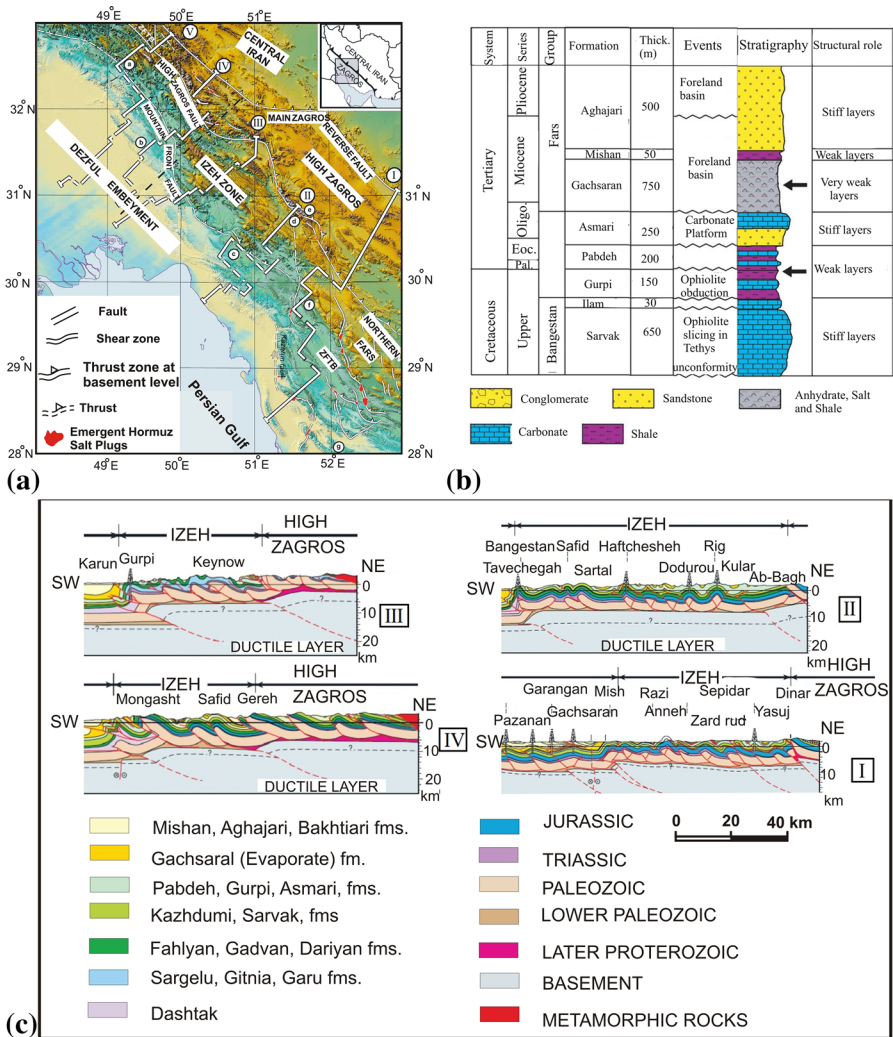 (a)
49°E
50°E
51°E
52°E
32°N
31°N
30°N
29°N
28°N
V
CENTRAL
IRAN
CENTRAL IRAN
ZAGROS
IV
a
HIGH ZAGROS FAULT
MAIN ZAGROS
REVERSE FAULT
III
MOUNTAIN
FRONT
FAULT
b
DEZFUL EMBEYMENT
IZEH ZONE
HIGH ZAGROS
I
II
e
d
c
f
NORTHERN
FARS
ZFTB
Persian Gulf
g
31 N
30 N
29 N
28 N
49°E
50°E
51°E
52°E
Fault
Shear zone
Thrust zone at
basement level
Thrust
Emergent Hormuz
Salt Plugs
(b)
System
Series
Group
Formation
Thick.
(m)
Events
Stratigraphy
Structural role
Tertiary
Cretaceous
Pliocene
Miocene
Oligo.
Eoc.
Pal.
Upper
Fars
Bangestan
Aghajari
500
Foreland
basin
Stiff layers
Mishan
50
Weak layers
Gachsaran
750
Foreland
basin
Very weak
layers
Asmari
250
Carbonate
Platform
Stiff layers
Pabdeh
200
Weak layers
Gurpi
150
Ophiolite
obduction
Ilam
30
Sarvak
650
Ophiolite
slicing in
Tethys
unconformity
Stiff layers
Conglomerate
Sandstone
Anhydrite, Salt
and Shale
Carbonate
Shale
(c)
IZEH
HIGH
ZAGROS
Karun
Gurpi
Keynow
SW
NE
0
10
20
km
?
?
DUCTILE LAYER
III
IZEH
HIGH
ZAGROS
Mongasht
Safid
Gereh
SW
NE
0
10
20
km
?
?
DUCTILE LAYER
IV
IZEH
Bangestan
Safid
Haftchesheh
Rig
Tavechegah
Sartal
Dodurou
Kular
Ab-Bagh
SW
NE
0
10
20
km
?
?
DUCTILE LAYER
II
IZEH
HIGH
ZAGROS
Garangan
Mish
Razi
Sepidar
Dinar
Pazanan
Gachsaran
Anneh
Zard rud
Yasuj
SW
NE
0
10
km
?
?
I
0
20
40 km
Mishan, Aghajari, Bakhtiari fms.
Gachsaral (Evaporate) fm.
Pabdeh, Gurpi, Asmari, fms.
Kazhdumi, Sarvak, fms
Fahlyan, Gadvan, Dariyan fms.
Sargelu, Gitnia, Garu fms.
Dashtak
JURASSIC
TRIASSIC
PALEOZOIC
LOWER PALEOZOIC
LATER PROTEROZOIC
BASEMENT
METAMORPHIC ROCKS